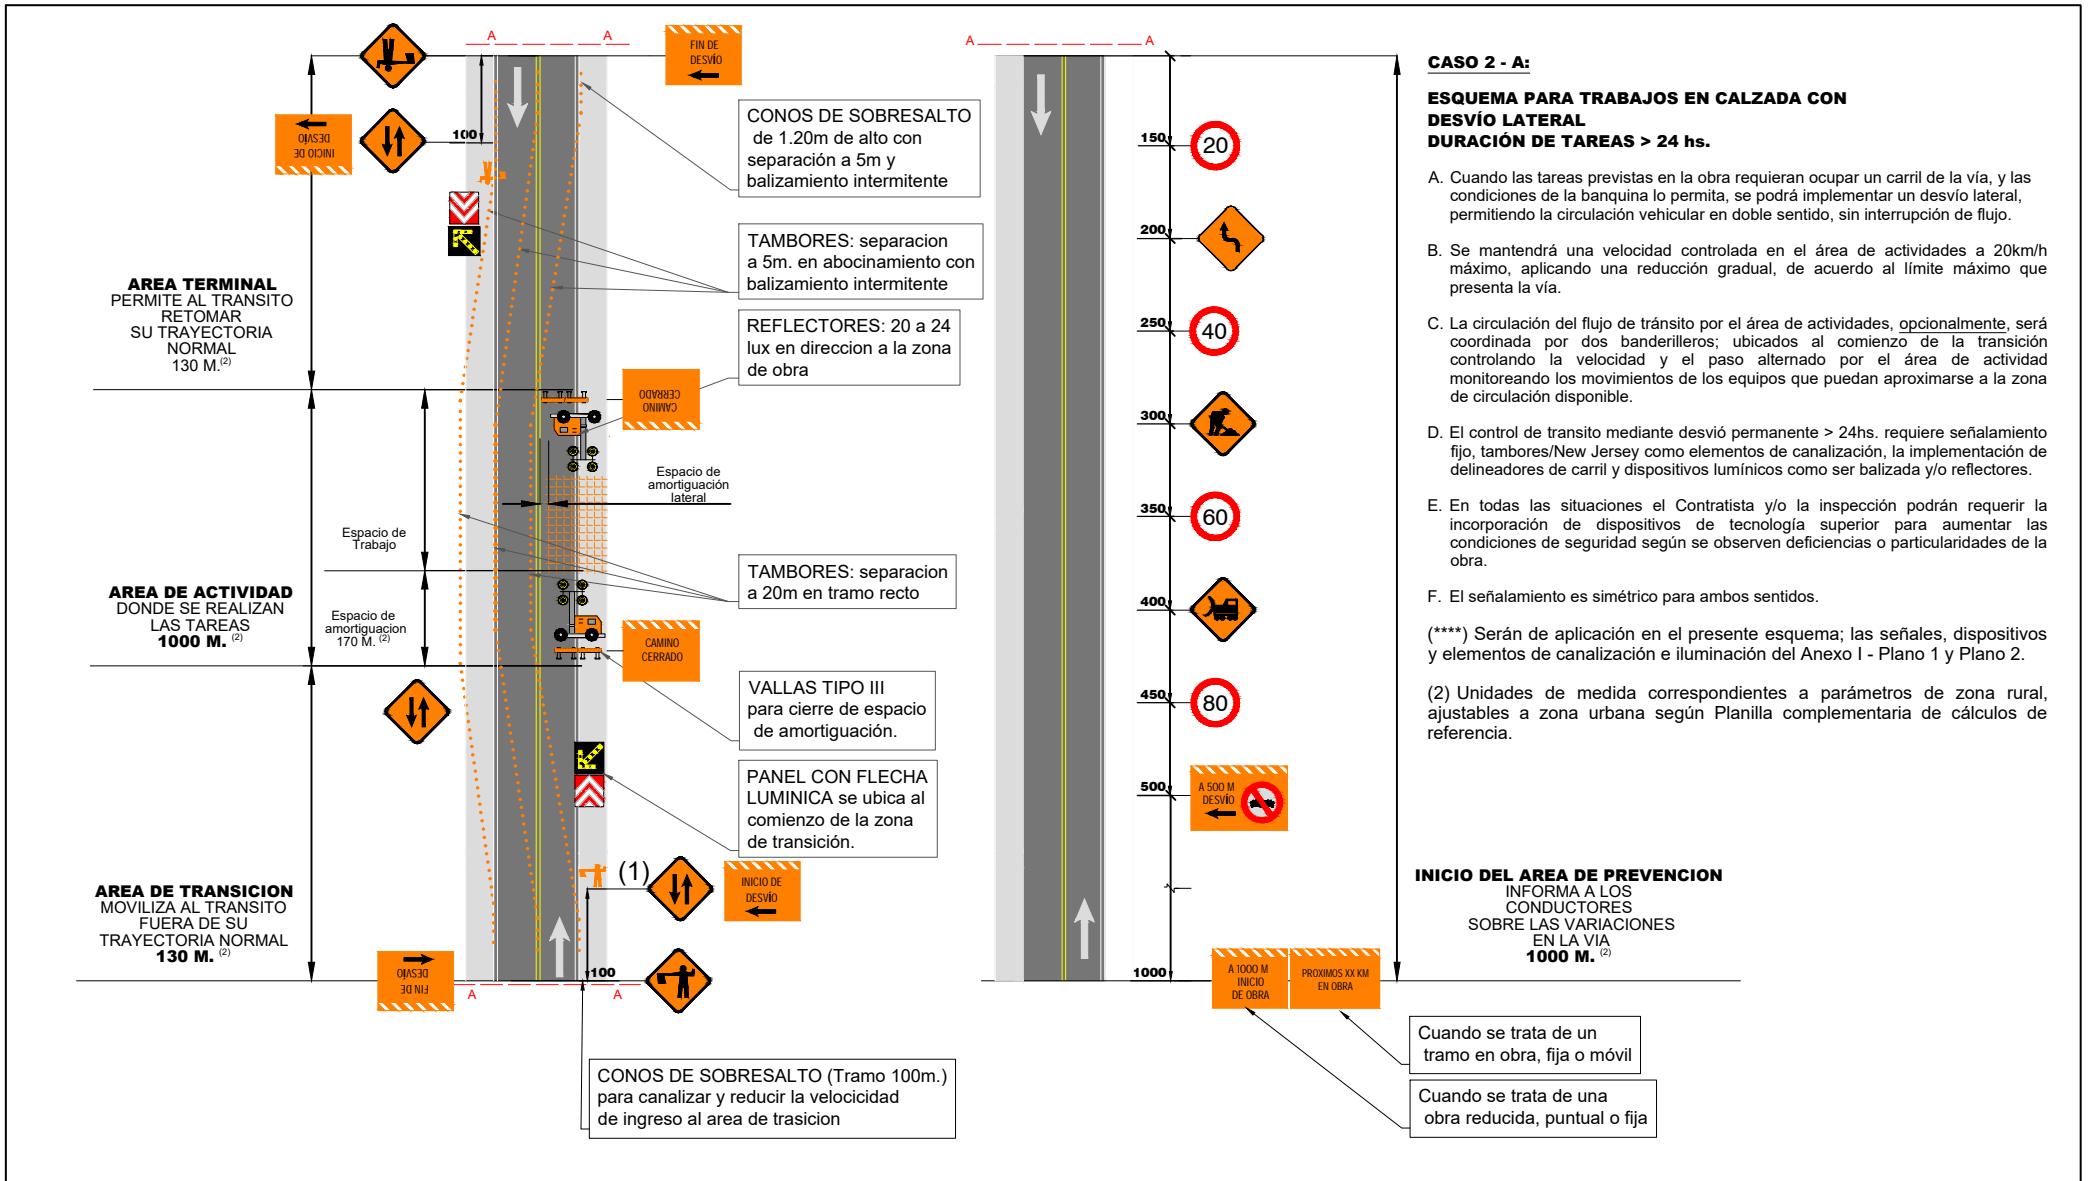 A
A
FIN DE
DESVÍO
100
INICIO DE
DESVÍO
CONOS DE SOBRESALTO
de 1.20m de alto con
separación a 5m y
balizamiento intermitente
TAMBORES: separacion
a 5m. en abocinamiento con
balizamiento intermitente
REFLECTORES: 20 a 24
lux en direccion a la zona
de obra
AREA TERMINAL
PERMITE AL TRANSITO
RETOMAR
SU TRAYECTORIA
NORMAL
130 M.(2)
CAMINO
CERRADO
Espacio de
amortiguación
lateral
Espacio de
Trabajo
TAMBORES: separacion
a 20m en tramo recto
AREA DE ACTIVIDAD
DONDE SE REALIZAN
LAS TAREAS
1000 M. (2)
Espacio de
amortiguacion
170 M. (2)
CAMINO
CERRADO
VALLAS TIPO III
para cierre de espacio
de amortiguación.
PANEL CON FLECHA
LUMINICA se ubica al
comienzo de la zona
de transición.
(1)
INICIO DE
DESVÍO
AREA DE TRANSICION
MOVILIZA AL TRANSITO
FUERA DE SU
TRAYECTORIA NORMAL
130 M. (2)
FIN DE
DESVÍO
100
A
A
CONOS DE SOBRESALTO (Tramo 100m.)
para canalizar y reducir la velocicidad
de ingreso al area de trasicion
A
A
150
20
200
250
40
300
350
60
400
450
80
500
A 500 M
DESVÍO
1000
A 1000 M
INICIO
DE OBRA
PROXIMOS XX KM
EN OBRA
Cuando se trata de un
tramo en obra, fija o móvil
Cuando se trata de una
obra reducida, puntual o fija
CASO 2 - A:
ESQUEMA PARA TRABAJOS EN CALZADA CON
DESVÍO LATERAL
DURACIÓN DE TAREAS > 24 hs.
A. Cuando las tareas previstas en la obra requieran ocupar un carril de la vía, y las
condiciones de la banquina lo permita, se podrá implementar un desvío lateral,
permitiendo la circulación vehicular en doble sentido, sin interrupción de flujo.
B. Se mantendrá una velocidad controlada en el área de actividades a 20km/h
máximo, aplicando una reducción gradual, de acuerdo al límite máximo que
presenta la vía.
C. La circulación del flujo de tránsito por el área de actividades, opcionalmente, será
coordinada por dos banderilleros; ubicados al comienzo de la transición
controlando la velocidad y el paso alternado por el área de actividad
monitoreando los movimientos de los equipos que puedan aproximarse a la zona
de circulación disponible.
D. El control de transito mediante desvió permanente > 24hs. requiere señalamiento
fijo, tambores/New Jersey como elementos de canalización, la implementación de
delineadores de carril y dispositivos lumínicos como ser balizada y/o reflectores.
E. En todas las situaciones el Contratista y/o la inspección podrán requerir la
incorporación de dispositivos de tecnología superior para aumentar las
condiciones de seguridad según se observen deficiencias o particularidades de la
obra.
F. El señalamiento es simétrico para ambos sentidos.
(****) Serán de aplicación en el presente esquema; las señales, dispositivos
y elementos de canalización e iluminación del Anexo I - Plano 1 y Plano 2.
(2) Unidades de medida correspondientes a parámetros de zona rural,
ajustables a zona urbana según Planilla complementaria de cálculos de
referencia.
INICIO DEL AREA DE PREVENCION
INFORMA A LOS
CONDUCTORES
SOBRE LAS VARIACIONES
EN LA VIA
1000 M. (2)